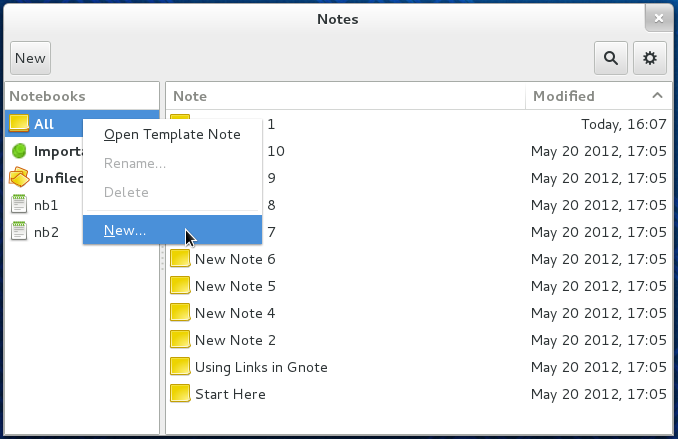 Notes
New
Notebooks
Note Modified
All
1 Today, 16:07
Open Template Note
Importa
10 May 20 2012, 17:05
Rename...
Unfiled
9 May 20 2012, 17:05
Delete
nb1
8 May 20 2012, 17:05
New...
nb2
7 May 20 2012, 17:05
New Note 6 May 20 2012, 17:05
New Note 5 May 20 2012, 17:05
New Note 4 May 20 2012, 17:05
New Note 2 May 20 2012, 17:05
Using Links in Gnote May 20 2012, 17:05
Start Here May 20 2012, 17:05